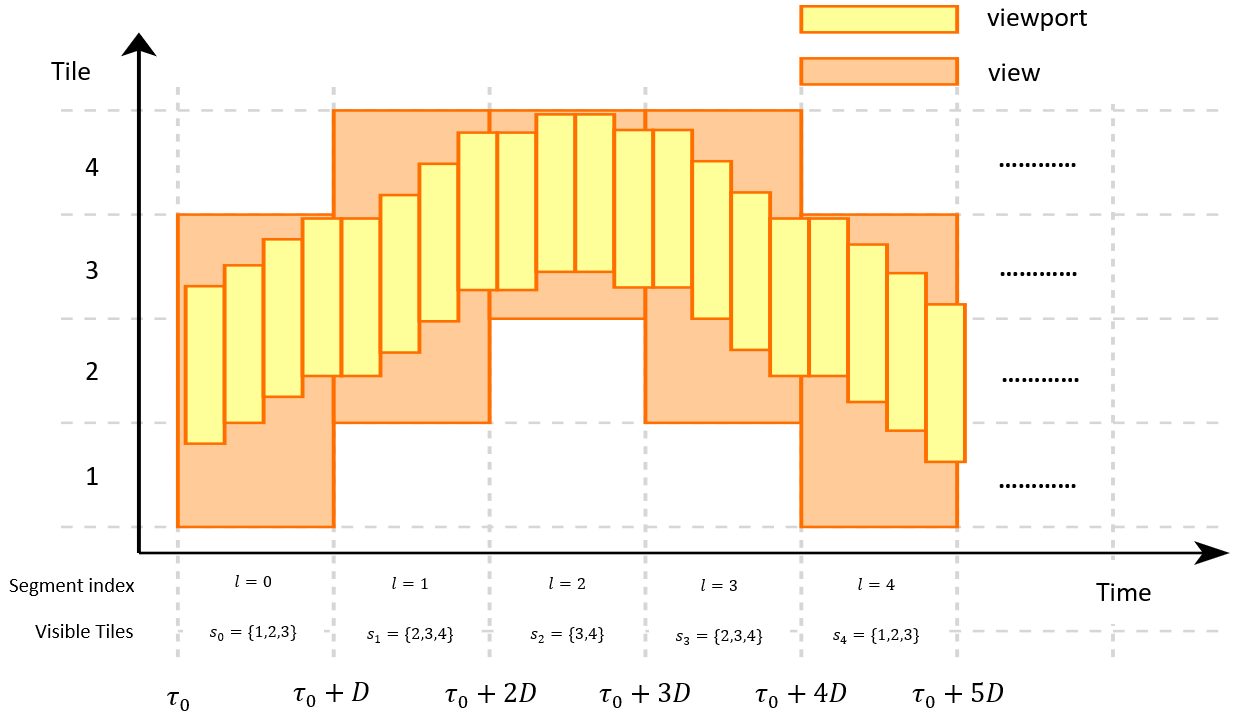 viewport
view
Tile
4
3
2
1
............
............
............
............
Segment index
l = 0
l = 1
l = 2
l = 3
l = 4
Time
Visible Tiles
s₀ = {1,2,3}
s₁ = {2,3,4}
s₂ = {3,4}
s₃ = {2,3,4}
s₄ = {1,2,3}
τ₀
τ₀ + D
τ₀ + 2D
τ₀ + 3D
τ₀ + 4D
τ₀ + 5D